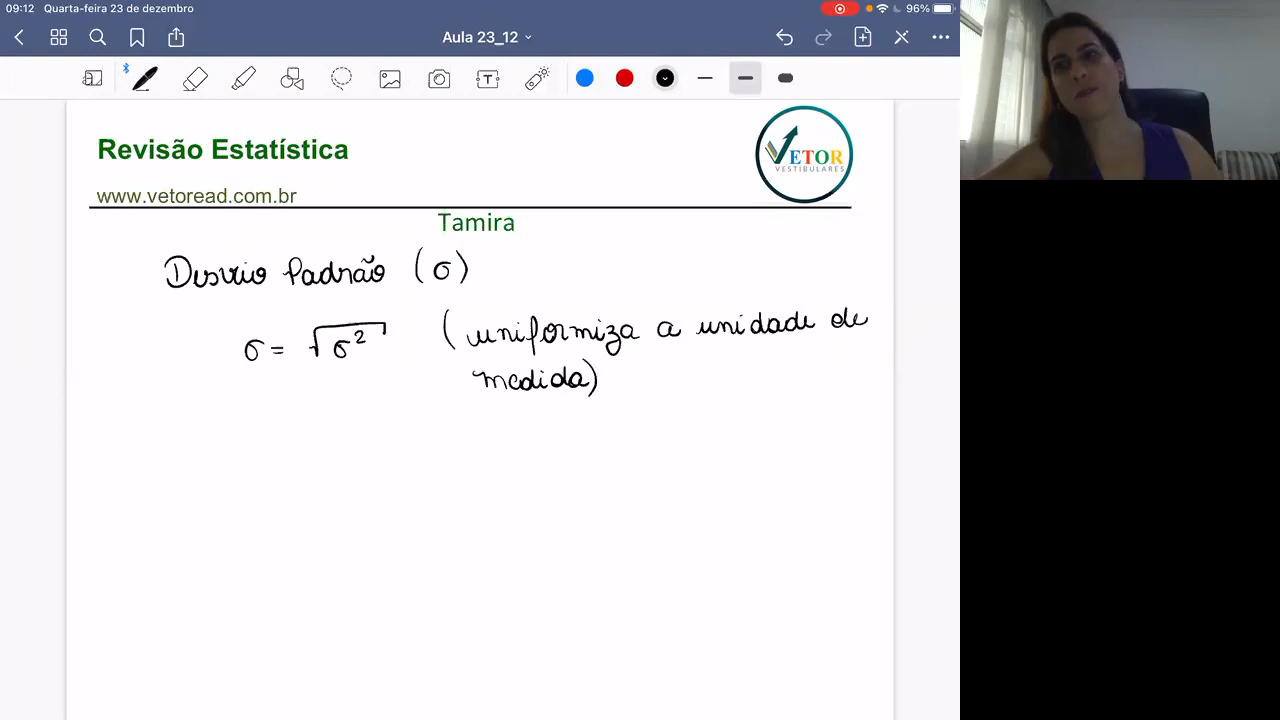 09:12 Quarta-feira 23 de dezembro
96%
Aula 23_12
Revisão Estatística
VETOR
VESTIBULARES
www.vetoread.com.br
Tamira
Desvio Padrão (σ)
σ = √σ² (uniformiza a unidade de
medida)